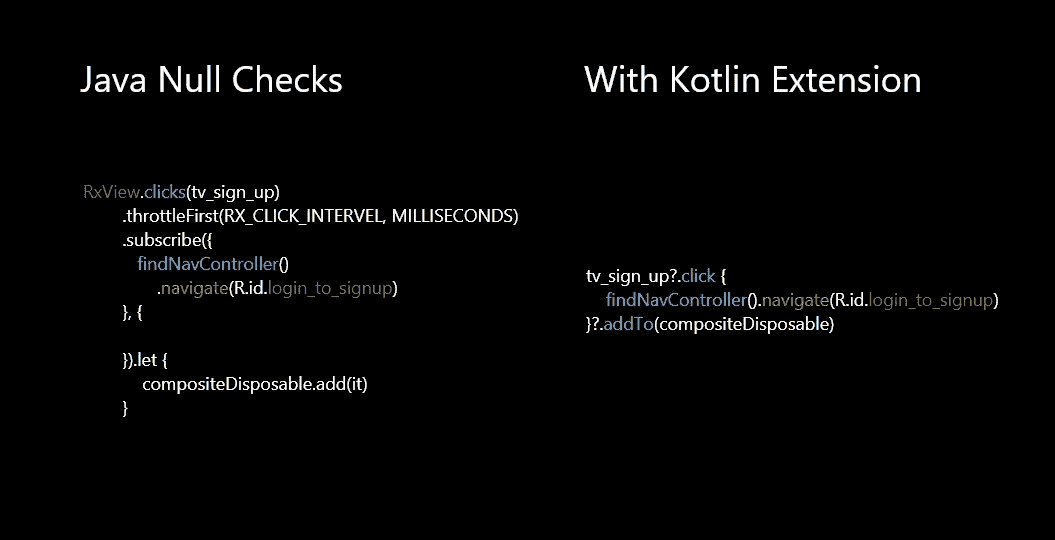 Java Null Checks
RxView.clicks(tv_sign_up)
.throttleFirst(RX_CLICK_INTERVEL, MILLISECONDS)
.subscribe({
findNavController()
.navigate(R.id.login_to_signup)
}, {
}).let {
compositeDisposable.add(it)
}
With Kotlin Extension
tv_sign_up?.click {
findNavController().navigate(R.id.login_to_signup)
}?.addTo(compositeDisposable)